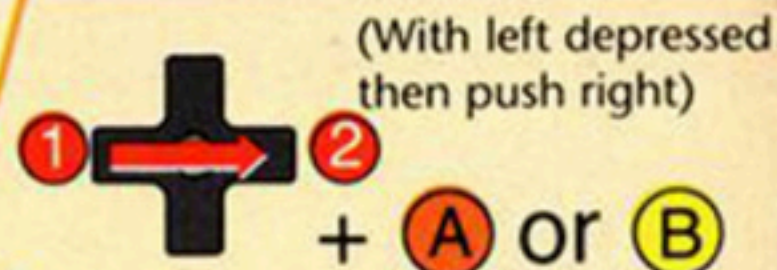 (With left depressed
then push right)
1 2
+ A or B